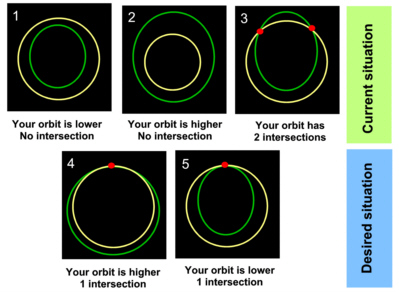 1
2
3
Your orbit is lower
No intersection
Your orbit is higher
No intersection
Your orbit has
2 intersections
Current situation
4
5
Your orbit is higher
1 intersection
Your orbit is lower
1 intersection
Desired situation